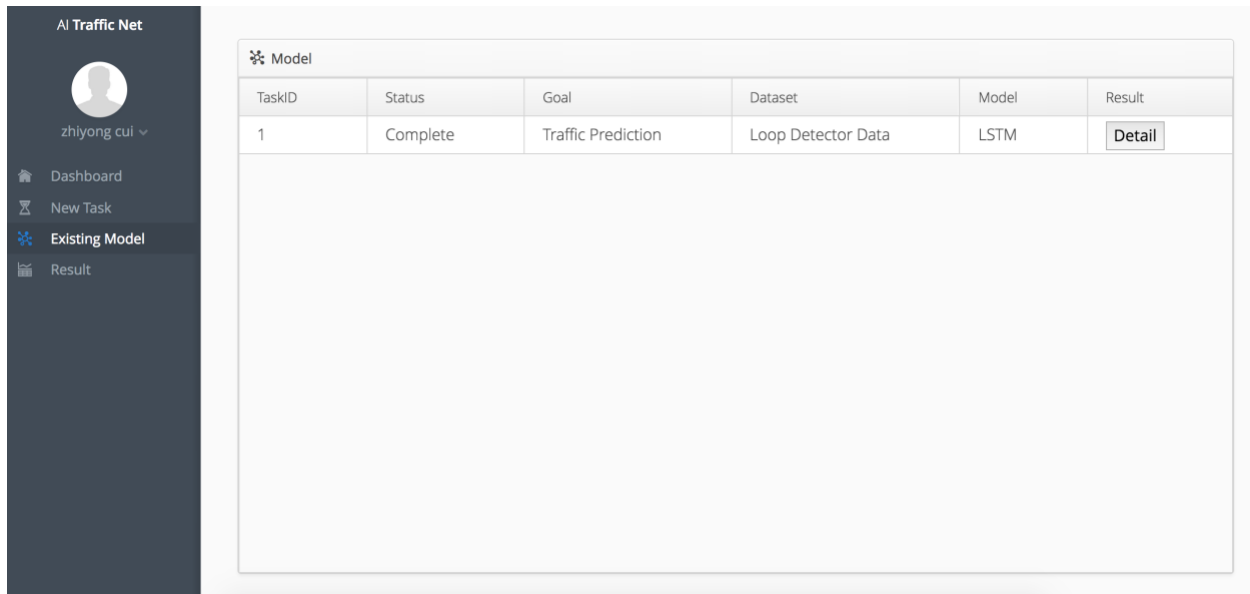 AI Traffic Net
zhiyong cui
Dashboard
New Task
Existing Model
Result
Model
TaskID Status Goal Dataset Model Result
1 Complete Traffic Prediction Loop Detector Data LSTM Detail